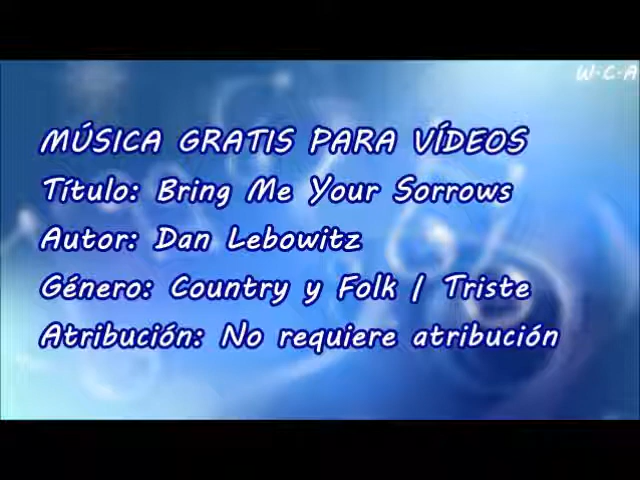 W-C-A
MÚSICA GRATIS PARA VÍDEOS
Título: Bring Me Your Sorrows
Autor: Dan Lebowitz
Género: Country y Folk | Triste
Atribución: No requiere atribución